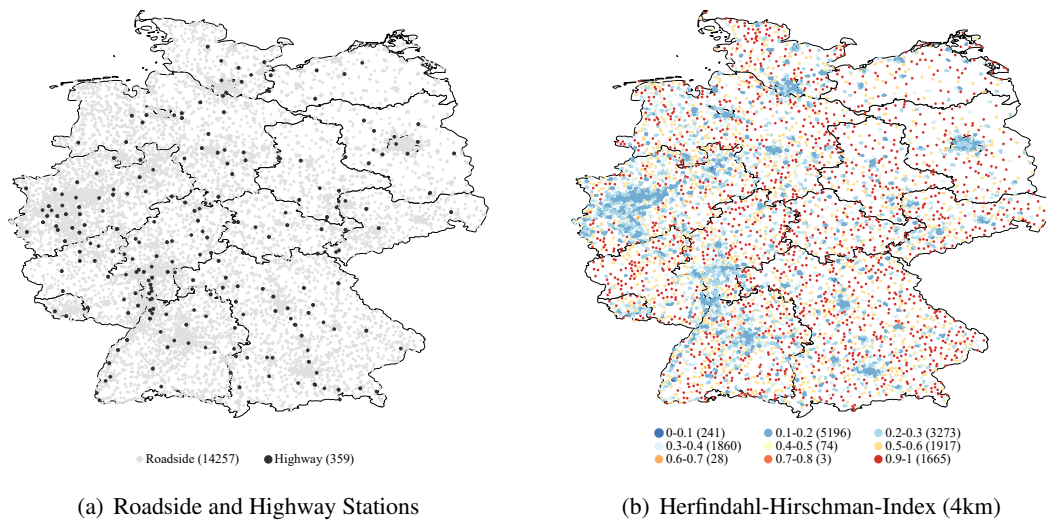 Roadside (14257) Highway (359)
0-0.1 (241) 0.1-0.2 (5196) 0.2-0.3 (3273)
0.3-0.4 (1860) 0.4-0.5 (74) 0.5-0.6 (1917)
0.6-0.7 (28) 0.7-0.8 (3) 0.9-1 (1665)
(a) Roadside and Highway Stations
(b) Herfindahl-Hirschman-Index (4km)